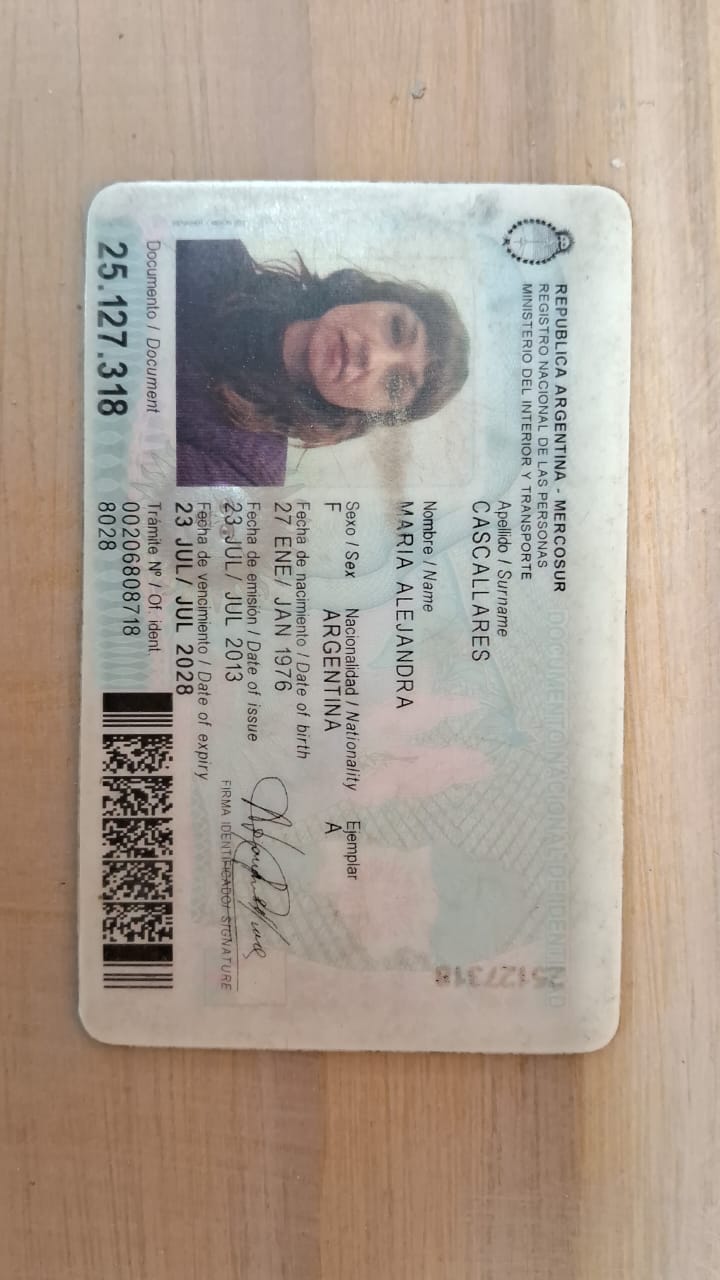 REPUBLICA ARGENTINA - MERCOSUR
REGISTRO NACIONAL DE LAS PERSONAS
MINISTERIO DEL INTERIOR Y TRANSPORTE
DOCUMENTO NACIONAL DE IDENTIDAD
Apellido / Surname
CASCALLARES
Nombre / Name
MARIA ALEJANDRA
Sexo / Sex Nacionalidad / Nationality Ejemplar
F ARGENTINA A
Fecha de nacimiento / Date of birth
27 ENE/ JAN 1976
Fecha de emisión / Date of issue
23 JUL/ JUL 2013
Fecha de vencimiento / Date of expiry
23 JUL/ JUL 2028
FIRMA IDENTIFICADO/ SIGNATURE
Documento / Document
25.127.318
Trámite Nº / Of. ident.
00206808718
8028
25127318